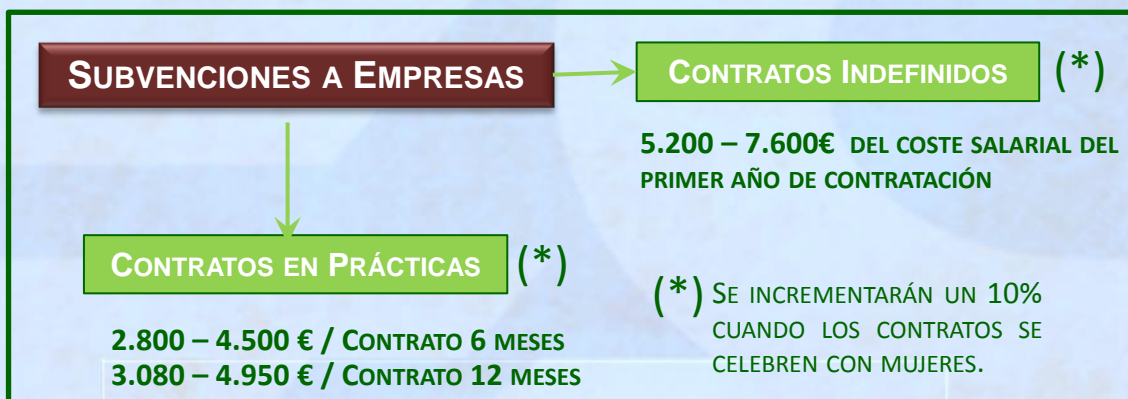 SUBVENCIONES A EMPRESAS
CONTRATOS INDEFINIDOS (*)
5.200 – 7.600€ DEL COSTE SALARIAL DEL
PRIMER AÑO DE CONTRATACIÓN
CONTRATOS EN PRÁCTICAS (*)
2.800 – 4.500 € / CONTRATO 6 MESES
3.080 – 4.950 € / CONTRATO 12 MESES
(*) SE INCREMENTARÁN UN 10%
CUANDO LOS CONTRATOS SE
CELEBREN CON MUJERES.